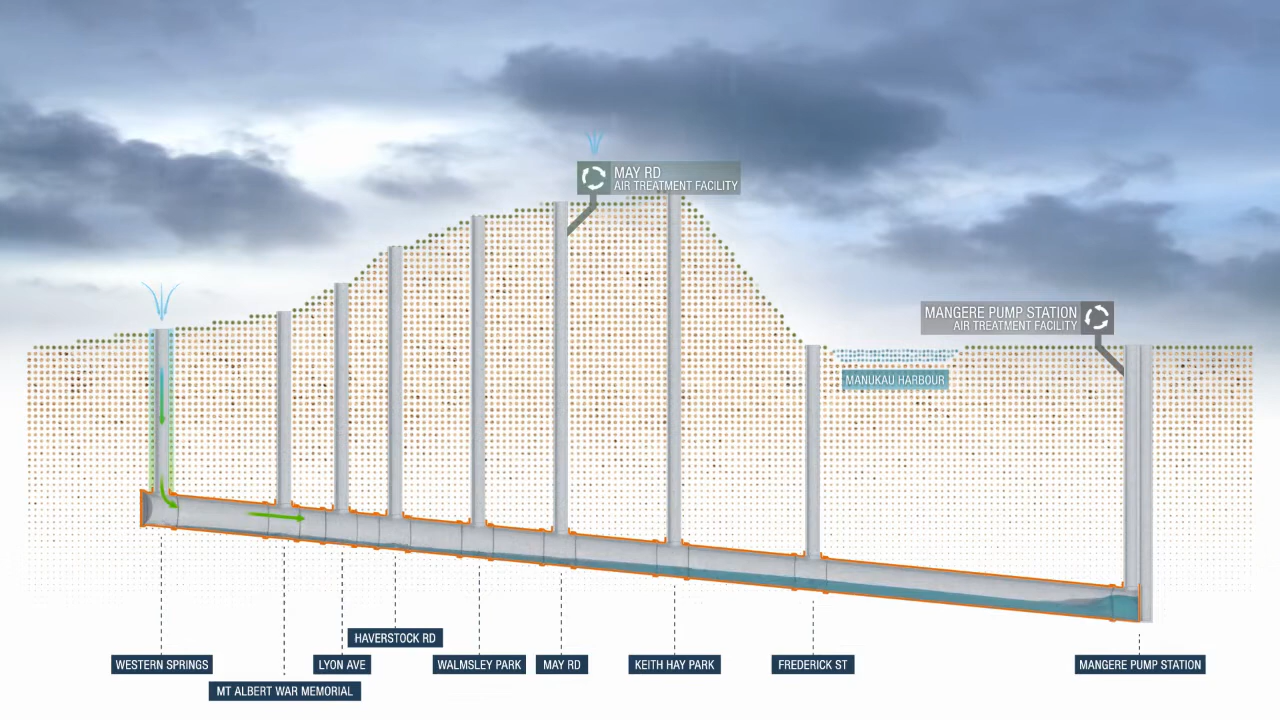 MAY RD
AIR TREATMENT FACILITY
MANGERE PUMP STATION
AIR TREATMENT FACILITY
MANUKAU HARBOUR
HAVERSTOCK RD
WESTERN SPRINGS
LYON AVE
WALMSLEY PARK
MAY RD
KEITH HAY PARK
FREDERICK ST
MANGERE PUMP STATION
MT ALBERT WAR MEMORIAL